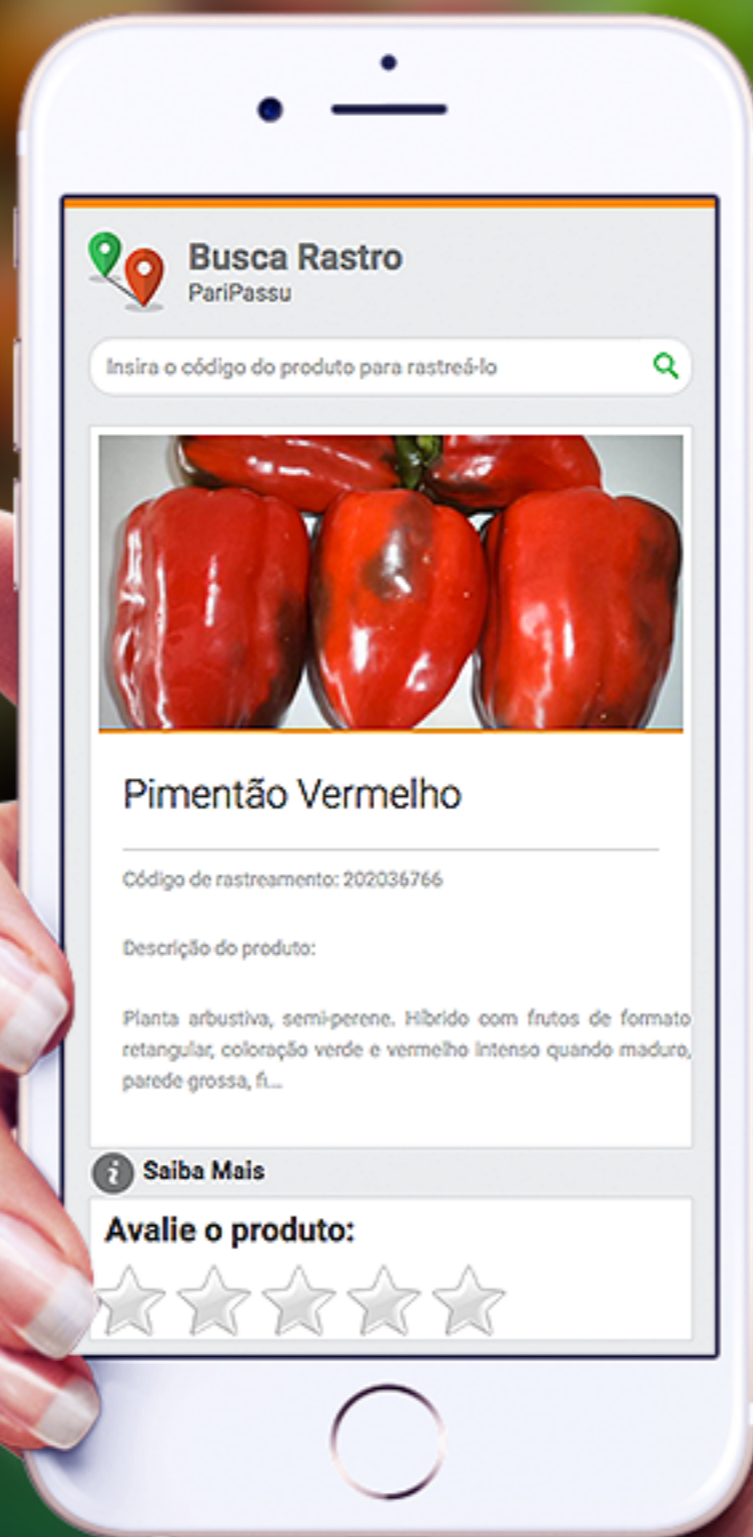 Busca Rastro
PariPassu
Insira o código do produto para rastreá-lo
Pimentão Vermelho
Código de rastreamento: 202036766
Descrição do produto:
Planta arbustiva, semi-perene. Híbrido com frutos de formato
retangular, coloração verde e vermelho intenso quando maduro,
parede grossa, fi...
Saiba Mais
Avalie o produto: